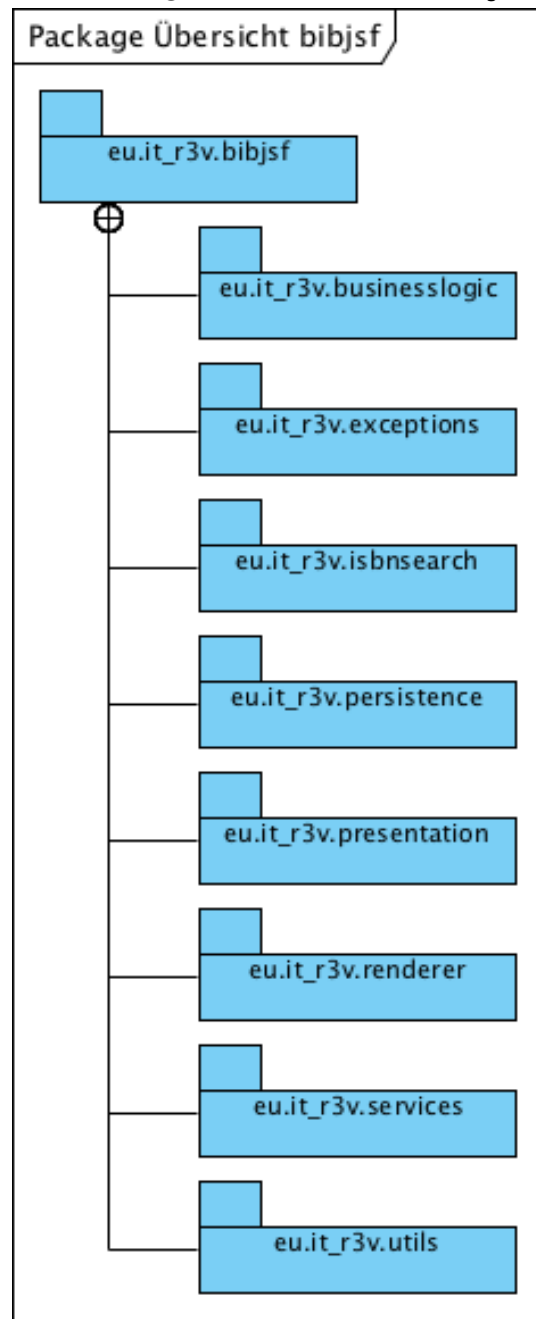 Package Übersicht bibjsf
eu.it_r3v.bibjsf
eu.it_r3v.businesslogic
eu.it_r3v.exceptions
eu.it_r3v.isbnsearch
eu.it_r3v.persistence
eu.it_r3v.presentation
eu.it_r3v.renderer
eu.it_r3v.services
eu.it_r3v.utils